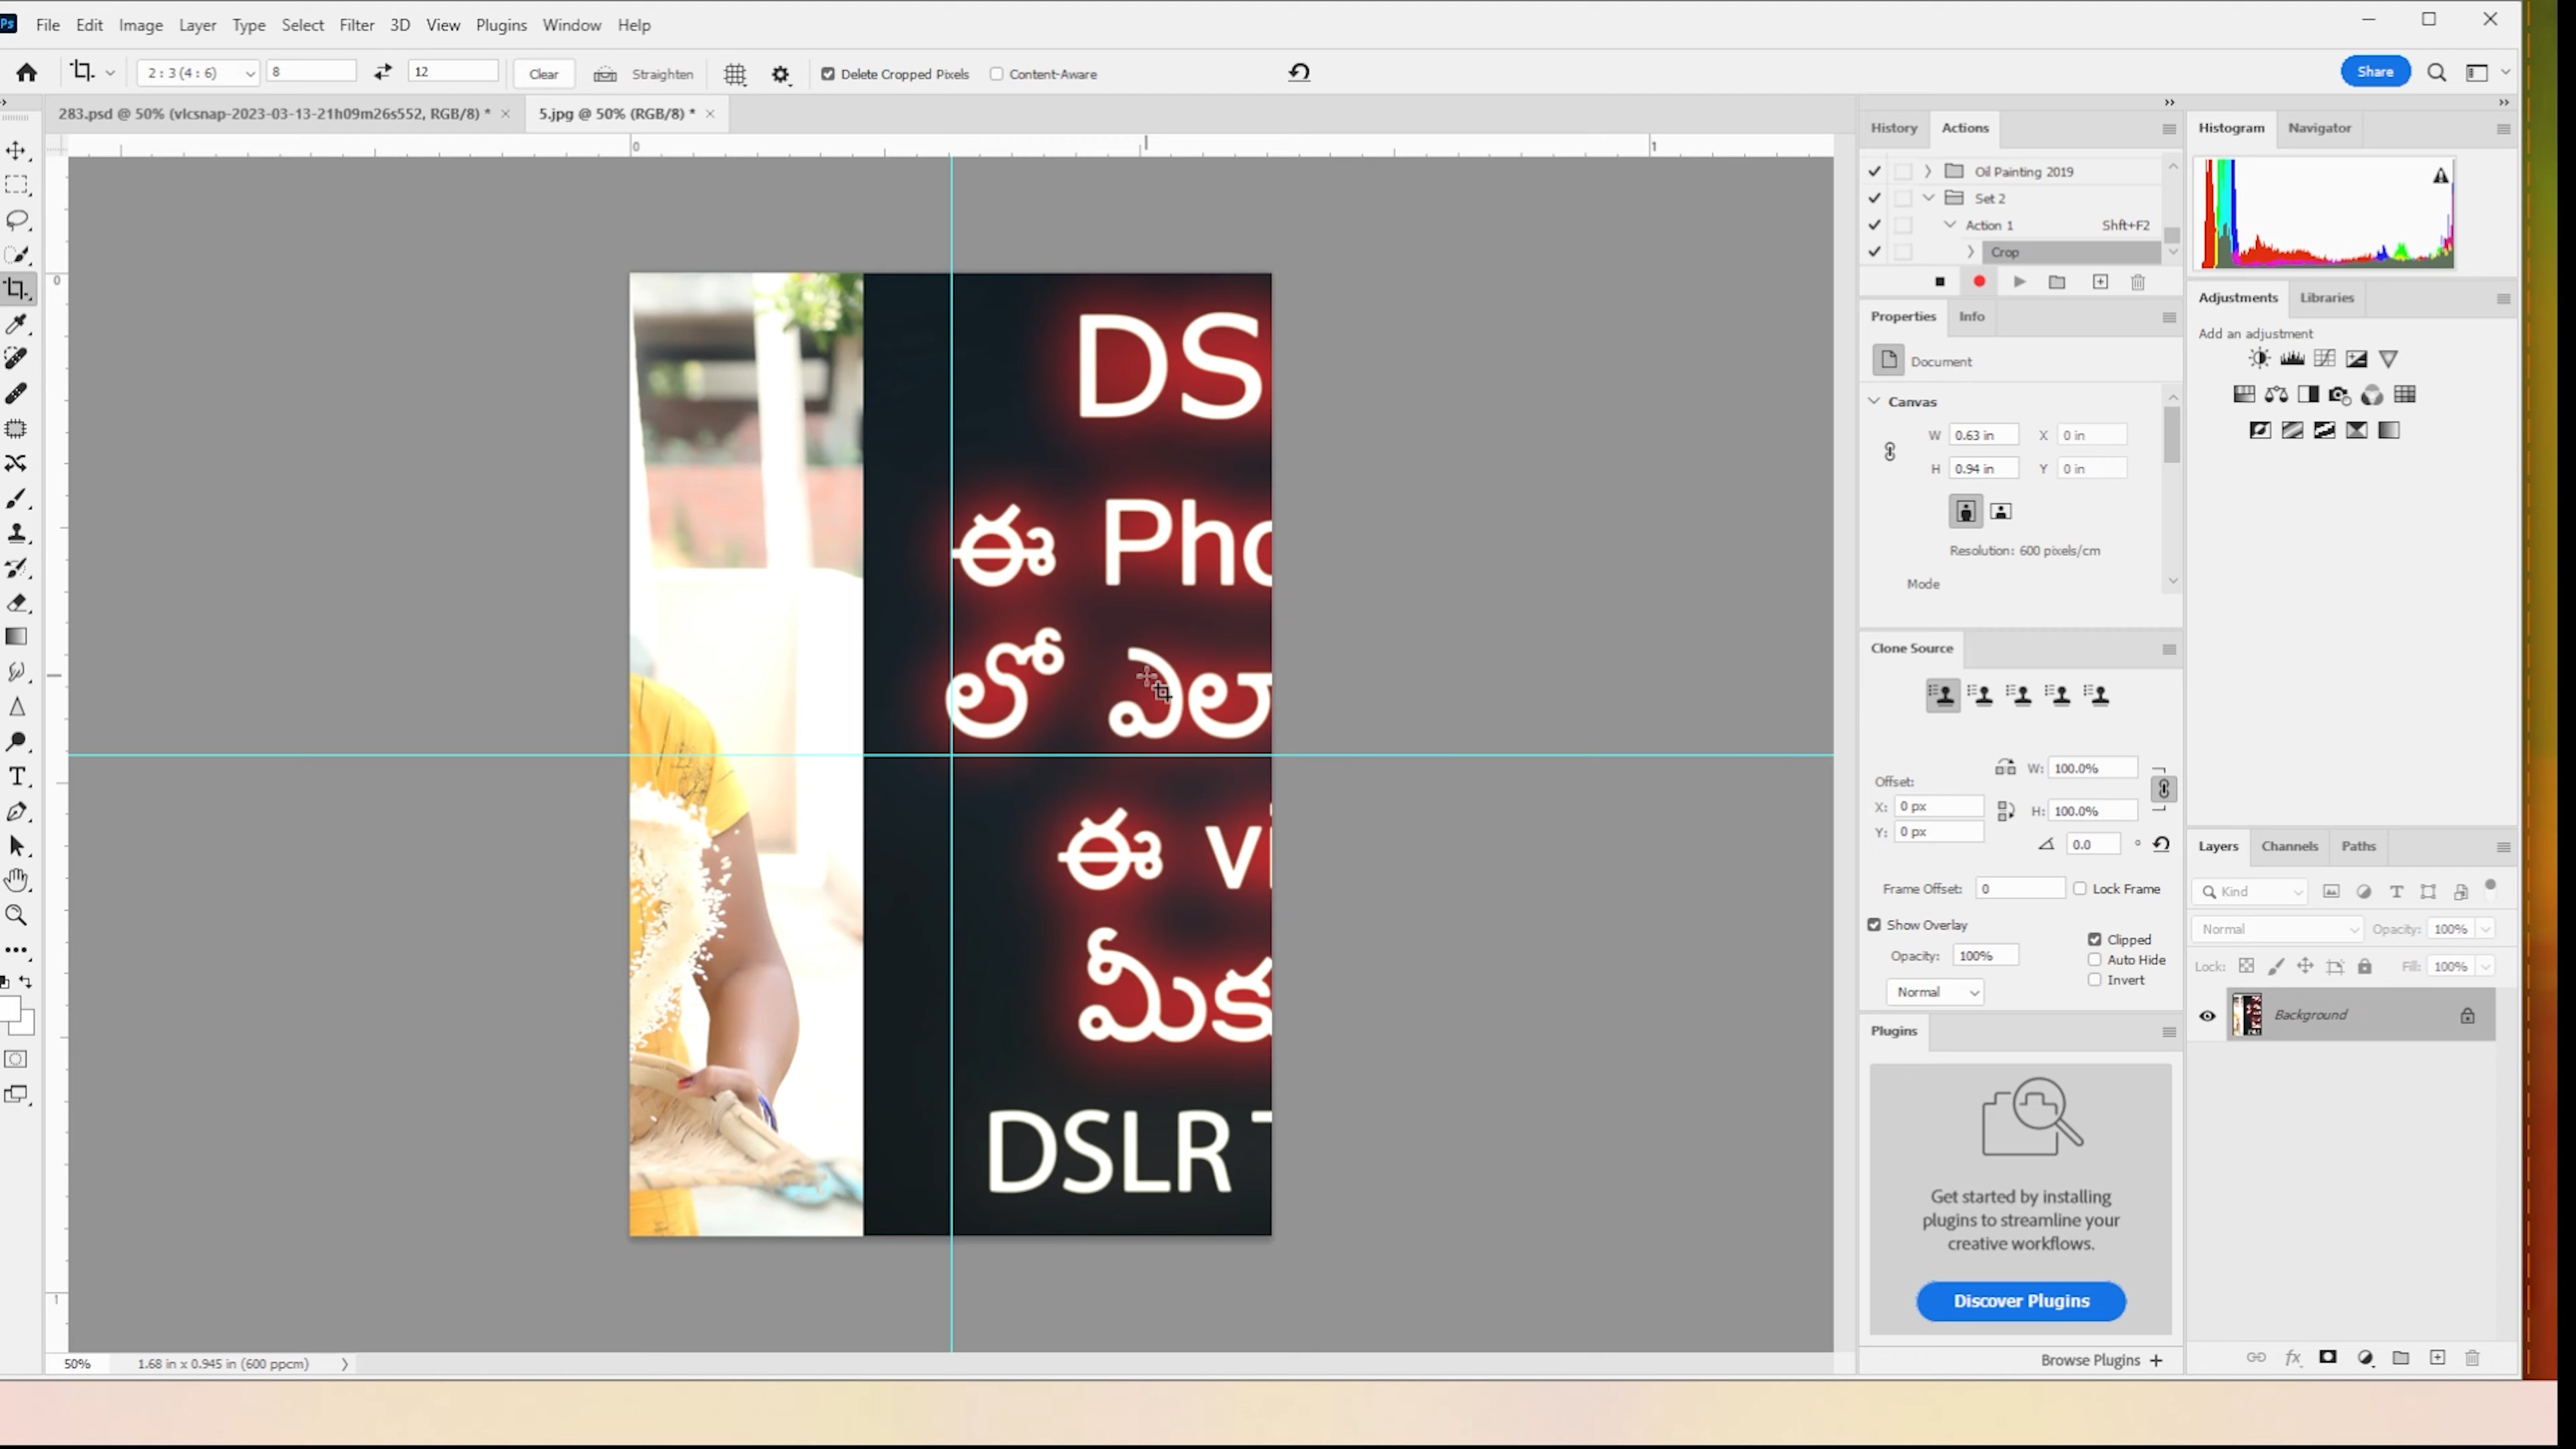 File Edit Image Layer Type Select Filter 3D View Plugins Window Help
2 : 3 (4 : 6) 8 12 Clear Straighten Delete Cropped Pixels Content-Aware Share
283.psd @ 50% (vlcsnap-2023-03-13-21h09m26s552, RGB/8) * × 5.jpg @ 50% (RGB/8) * ×
0 1
0
1
DS
ఈ Pho
లో ఎలా
ఈ vi
మీక
DSLR
50% 1.68 in x 0.945 in (600 ppcm)
History Actions
Oil Painting 2019
Set 2
Action 1 Shft+F2
Crop
Properties Info
Document
Canvas
W 0.63 in X 0 in
H 0.94 in Y 0 in
Resolution: 600 pixels/cm
Mode
Clone Source
Offset: W: 100.0%
X: 0 px H: 100.0%
Y: 0 px 0.0 °
Frame Offset: 0 Lock Frame
Show Overlay Clipped
Opacity: 100% Auto Hide
Normal Invert
Plugins
Get started by installing
plugins to streamline your
creative workflows.
Discover Plugins
Browse Plugins +
Histogram Navigator
Adjustments Libraries
Add an adjustment
Layers Channels Paths
Kind
Normal Opacity: 100%
Lock: Fill: 100%
Background
fx